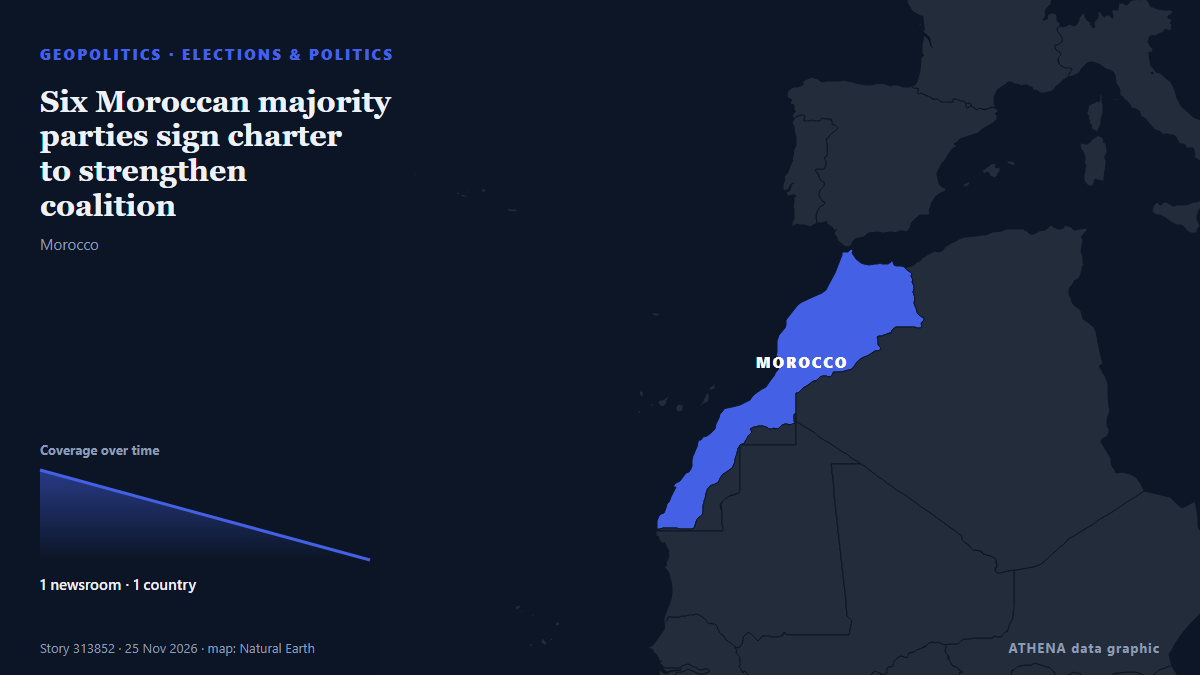 GEOPOLITICS · ELECTIONS & POLITICS
Six Moroccan majority
parties sign charter
to strengthen
coalition
Morocco
MOROCCO
Coverage over time
1 newsroom · 1 country
Story 313852 · 25 Nov 2026 · map: Natural Earth
ATHENA data graphic